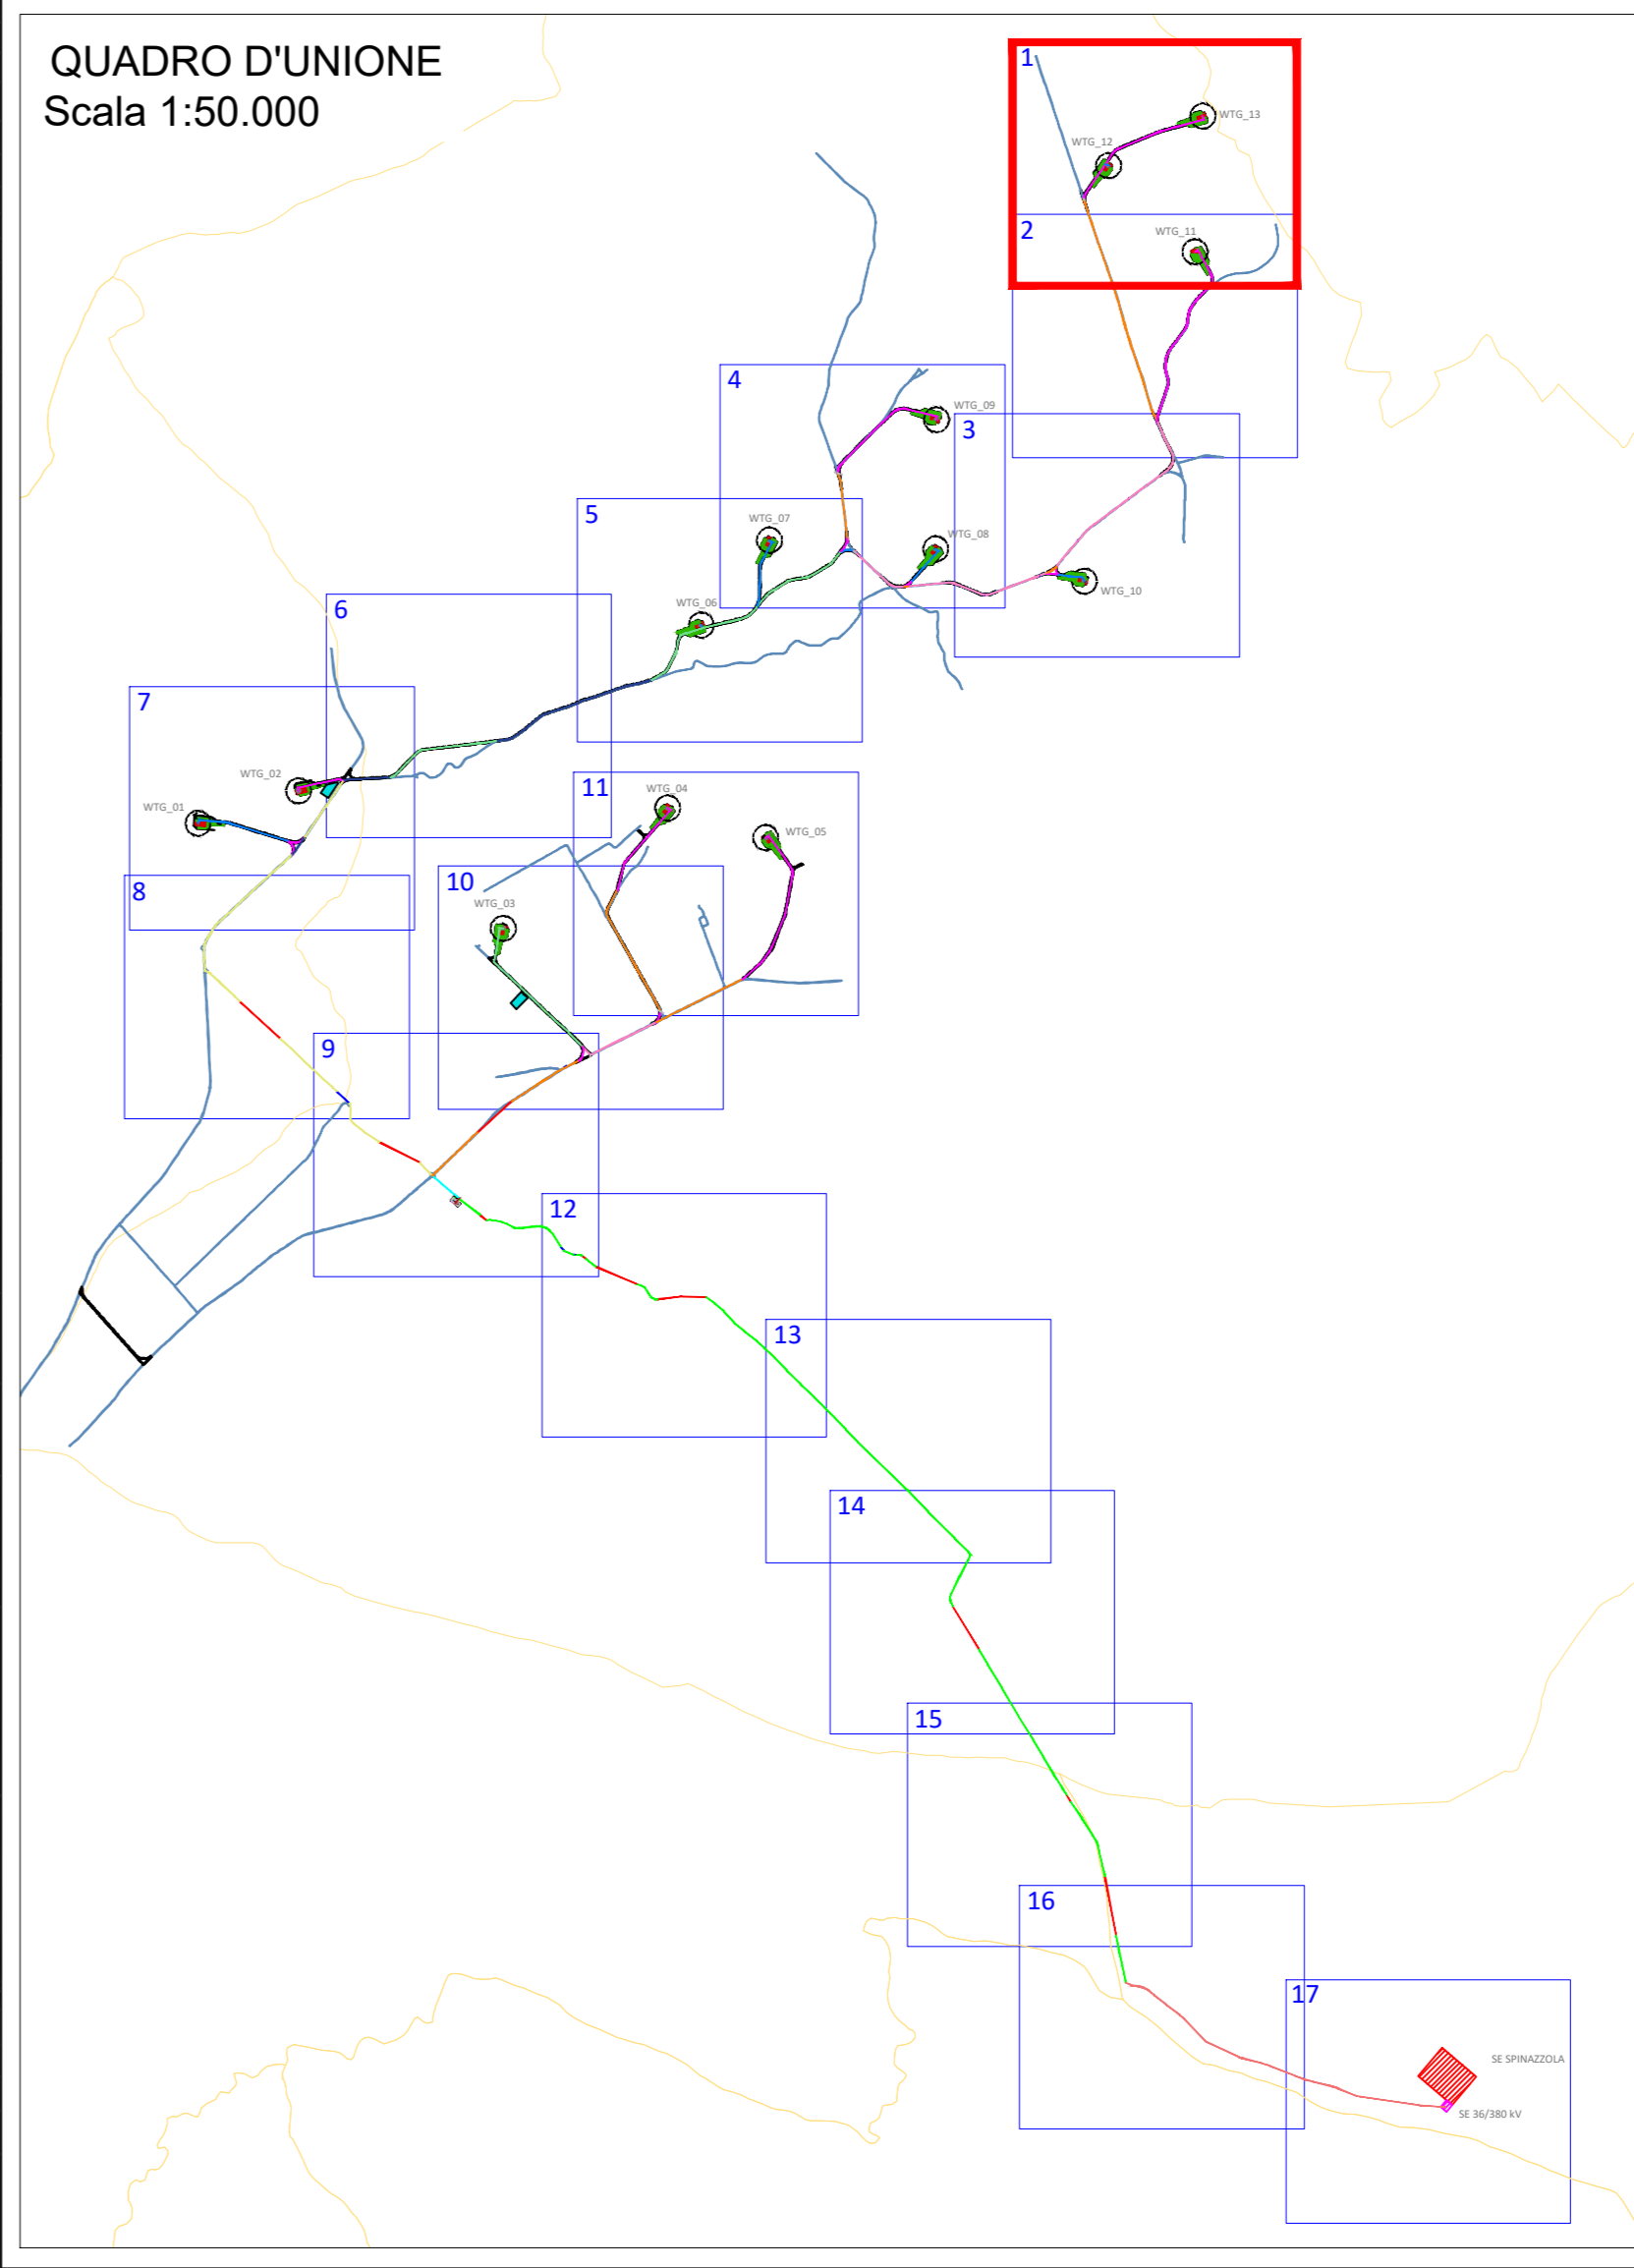 QUADRO D'UNIONE
Scala 1:50.000
1
WTG_13
WTG_12
2
WTG_11
4
WTG_09
3
5
WTG_07
WTG_08
WTG_10
6
WTG_06
7
WTG_02
WTG_01
11
WTG_04
WTG_05
8
10
WTG_03
9
12
13
14
15
16
17
SE SPINAZZOLA
SE 36/380 kV